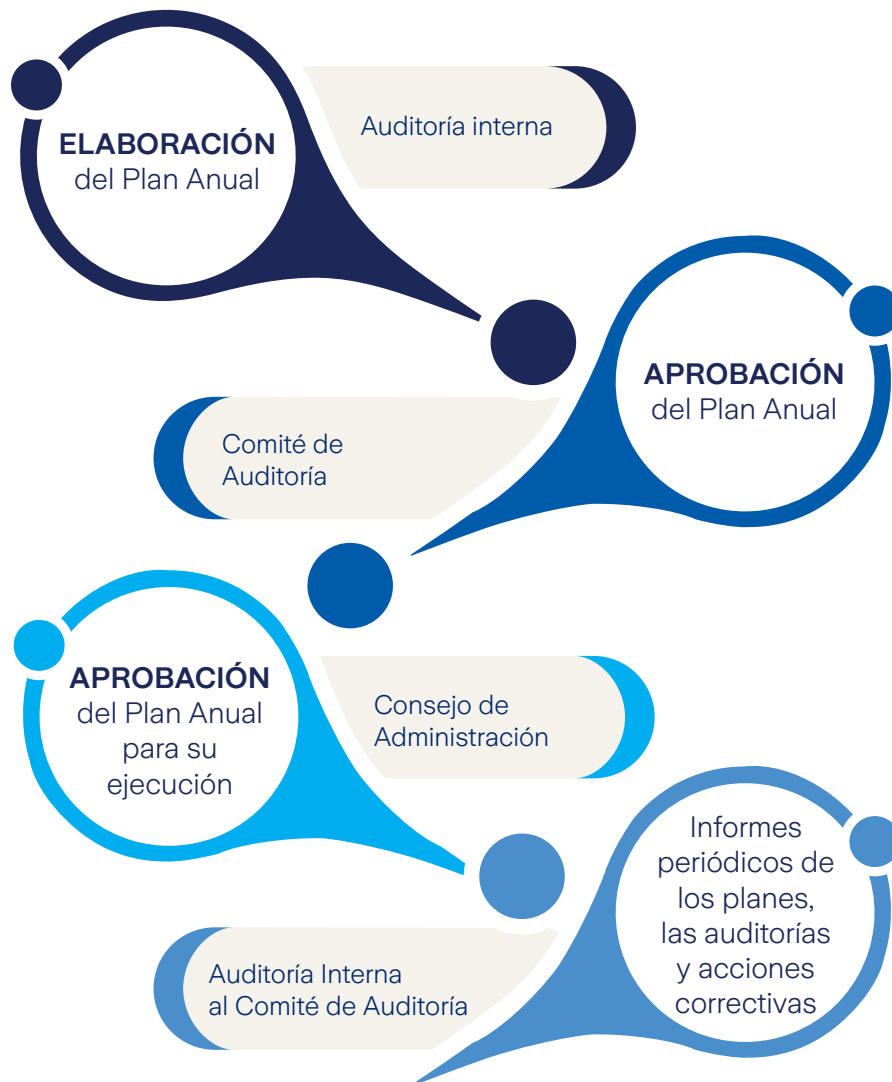 ELABORACIÓN
del Plan Anual
Auditoría interna
APROBACIÓN
del Plan Anual
Comité de
Auditoría
APROBACIÓN
del Plan Anual
para su
ejecución
Consejo de
Administración
Informes
periódicos de
los planes,
las auditorías
y acciones
correctivas
Auditoría Interna
al Comité de Auditoría